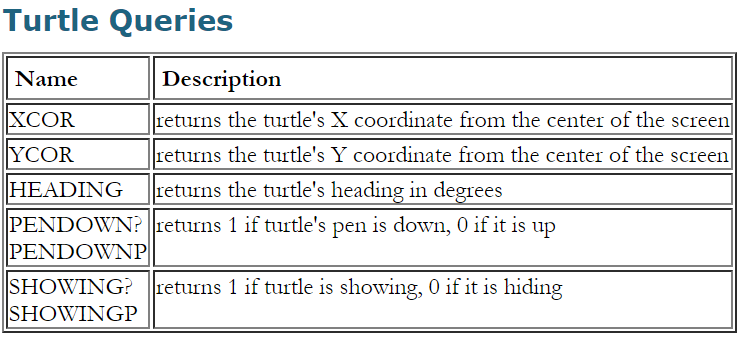 Turtle Queries
Name Description
XCOR returns the turtle's X coordinate from the center of the screen
YCOR returns the turtle's Y coordinate from the center of the screen
HEADING returns the turtle's heading in degrees
PENDOWN? returns 1 if turtle's pen is down, 0 if it is up
PENDOWNP
SHOWING? returns 1 if turtle is showing, 0 if it is hiding
SHOWINGP